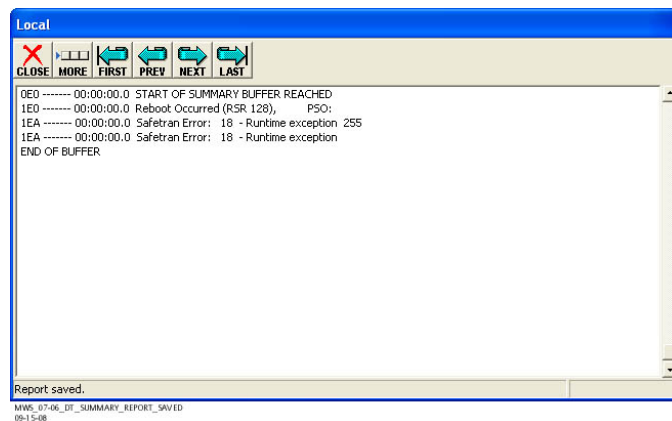 Local
CLOSE MORE FIRST PREV NEXT LAST
0E0 ------- 00:00:00.0 START OF SUMMARY BUFFER REACHED
1E0 ------- 00:00:00.0 Reboot Occurred (RSR 128), PSO:
1EA ------- 00:00:00.0 Safetran Error: 18 - Runtime exception 255
1EA ------- 00:00:00.0 Safetran Error: 18 - Runtime exception
END OF BUFFER
Report saved.
MWS_07-06_DT_SUMMARY_REPORT_SAVED
09-15-08